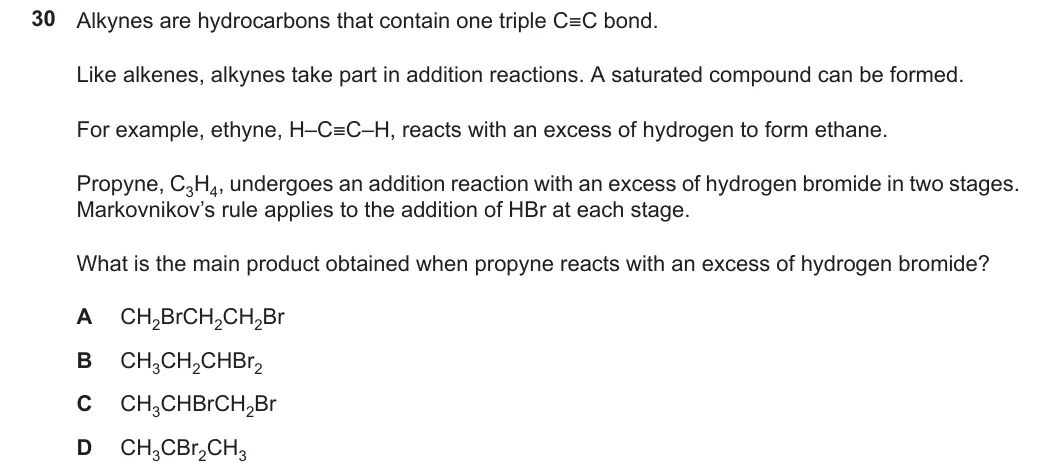 30 Alkynes are hydrocarbons that contain one triple C≡C bond.
Like alkenes, alkynes take part in addition reactions. A saturated compound can be formed.
For example, ethyne, H–C≡C–H, reacts with an excess of hydrogen to form ethane.
Propyne, C₃H₄, undergoes an addition reaction with an excess of hydrogen bromide in two stages.
Markovnikov’s rule applies to the addition of HBr at each stage.
What is the main product obtained when propyne reacts with an excess of hydrogen bromide?
A CH₂BrCH₂CH₂Br
B CH₃CH₂CHBr₂
C CH₃CHBrCH₂Br
D CH₃CBr₂CH₃